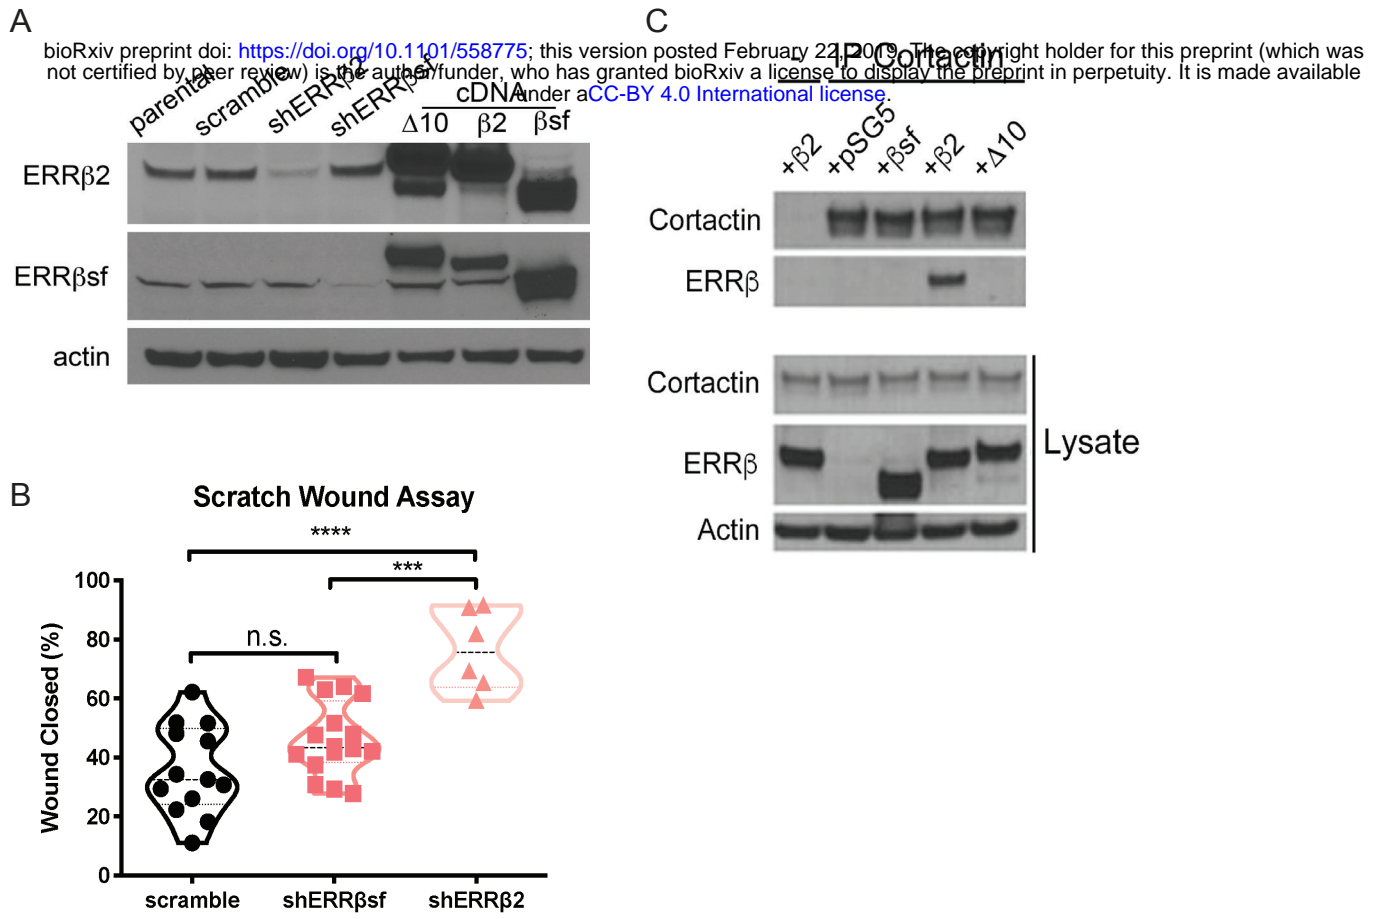 A
C
bioRxiv preprint doi: https://doi.org/10.1101/558775; this version posted February 22, 2019. The copyright holder for this preprint (which was
not certified by peer review) is the author/funder, who has granted bioRxiv a license to display the preprint in perpetuity. It is made available
under aCC-BY 4.0 International license.
parental
scramble
shERRβ2
shERRβsf
cDNA
Δ10
β2
βsf
ERRβ2
ERRβsf
actin
-
IP Cortactin
+β2
+pSG5
+βsf
+β2
+Δ10
Cortactin
ERRβ
Cortactin
ERRβ
Actin
Lysate
B
Scratch Wound Assay
****
***
n.s.
Wound Closed (%)
100
80
60
40
20
0
scramble
shERRβsf
shERRβ2